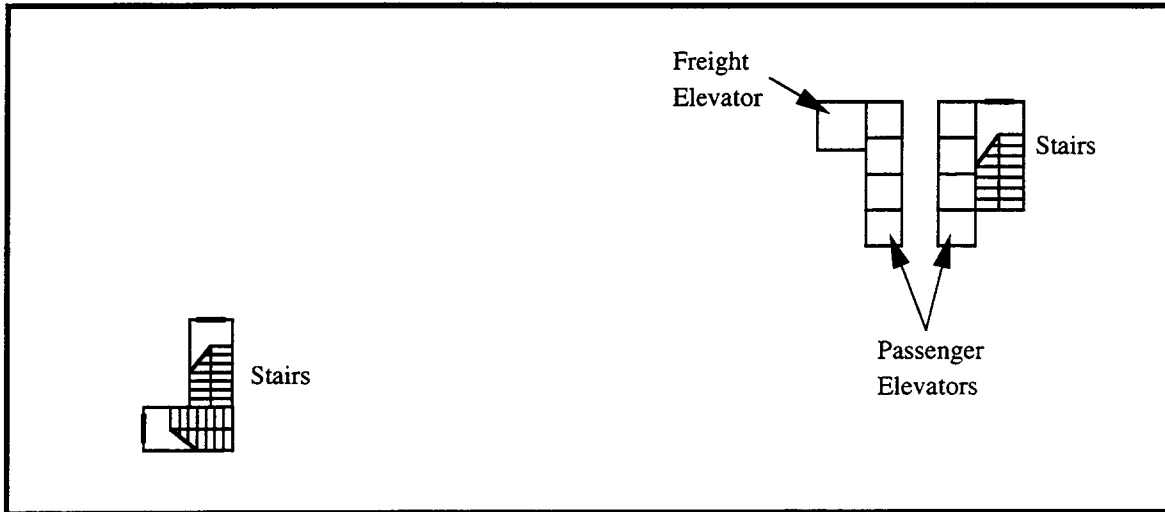 Freight
Elevator
Stairs
Passenger
Elevators
Stairs